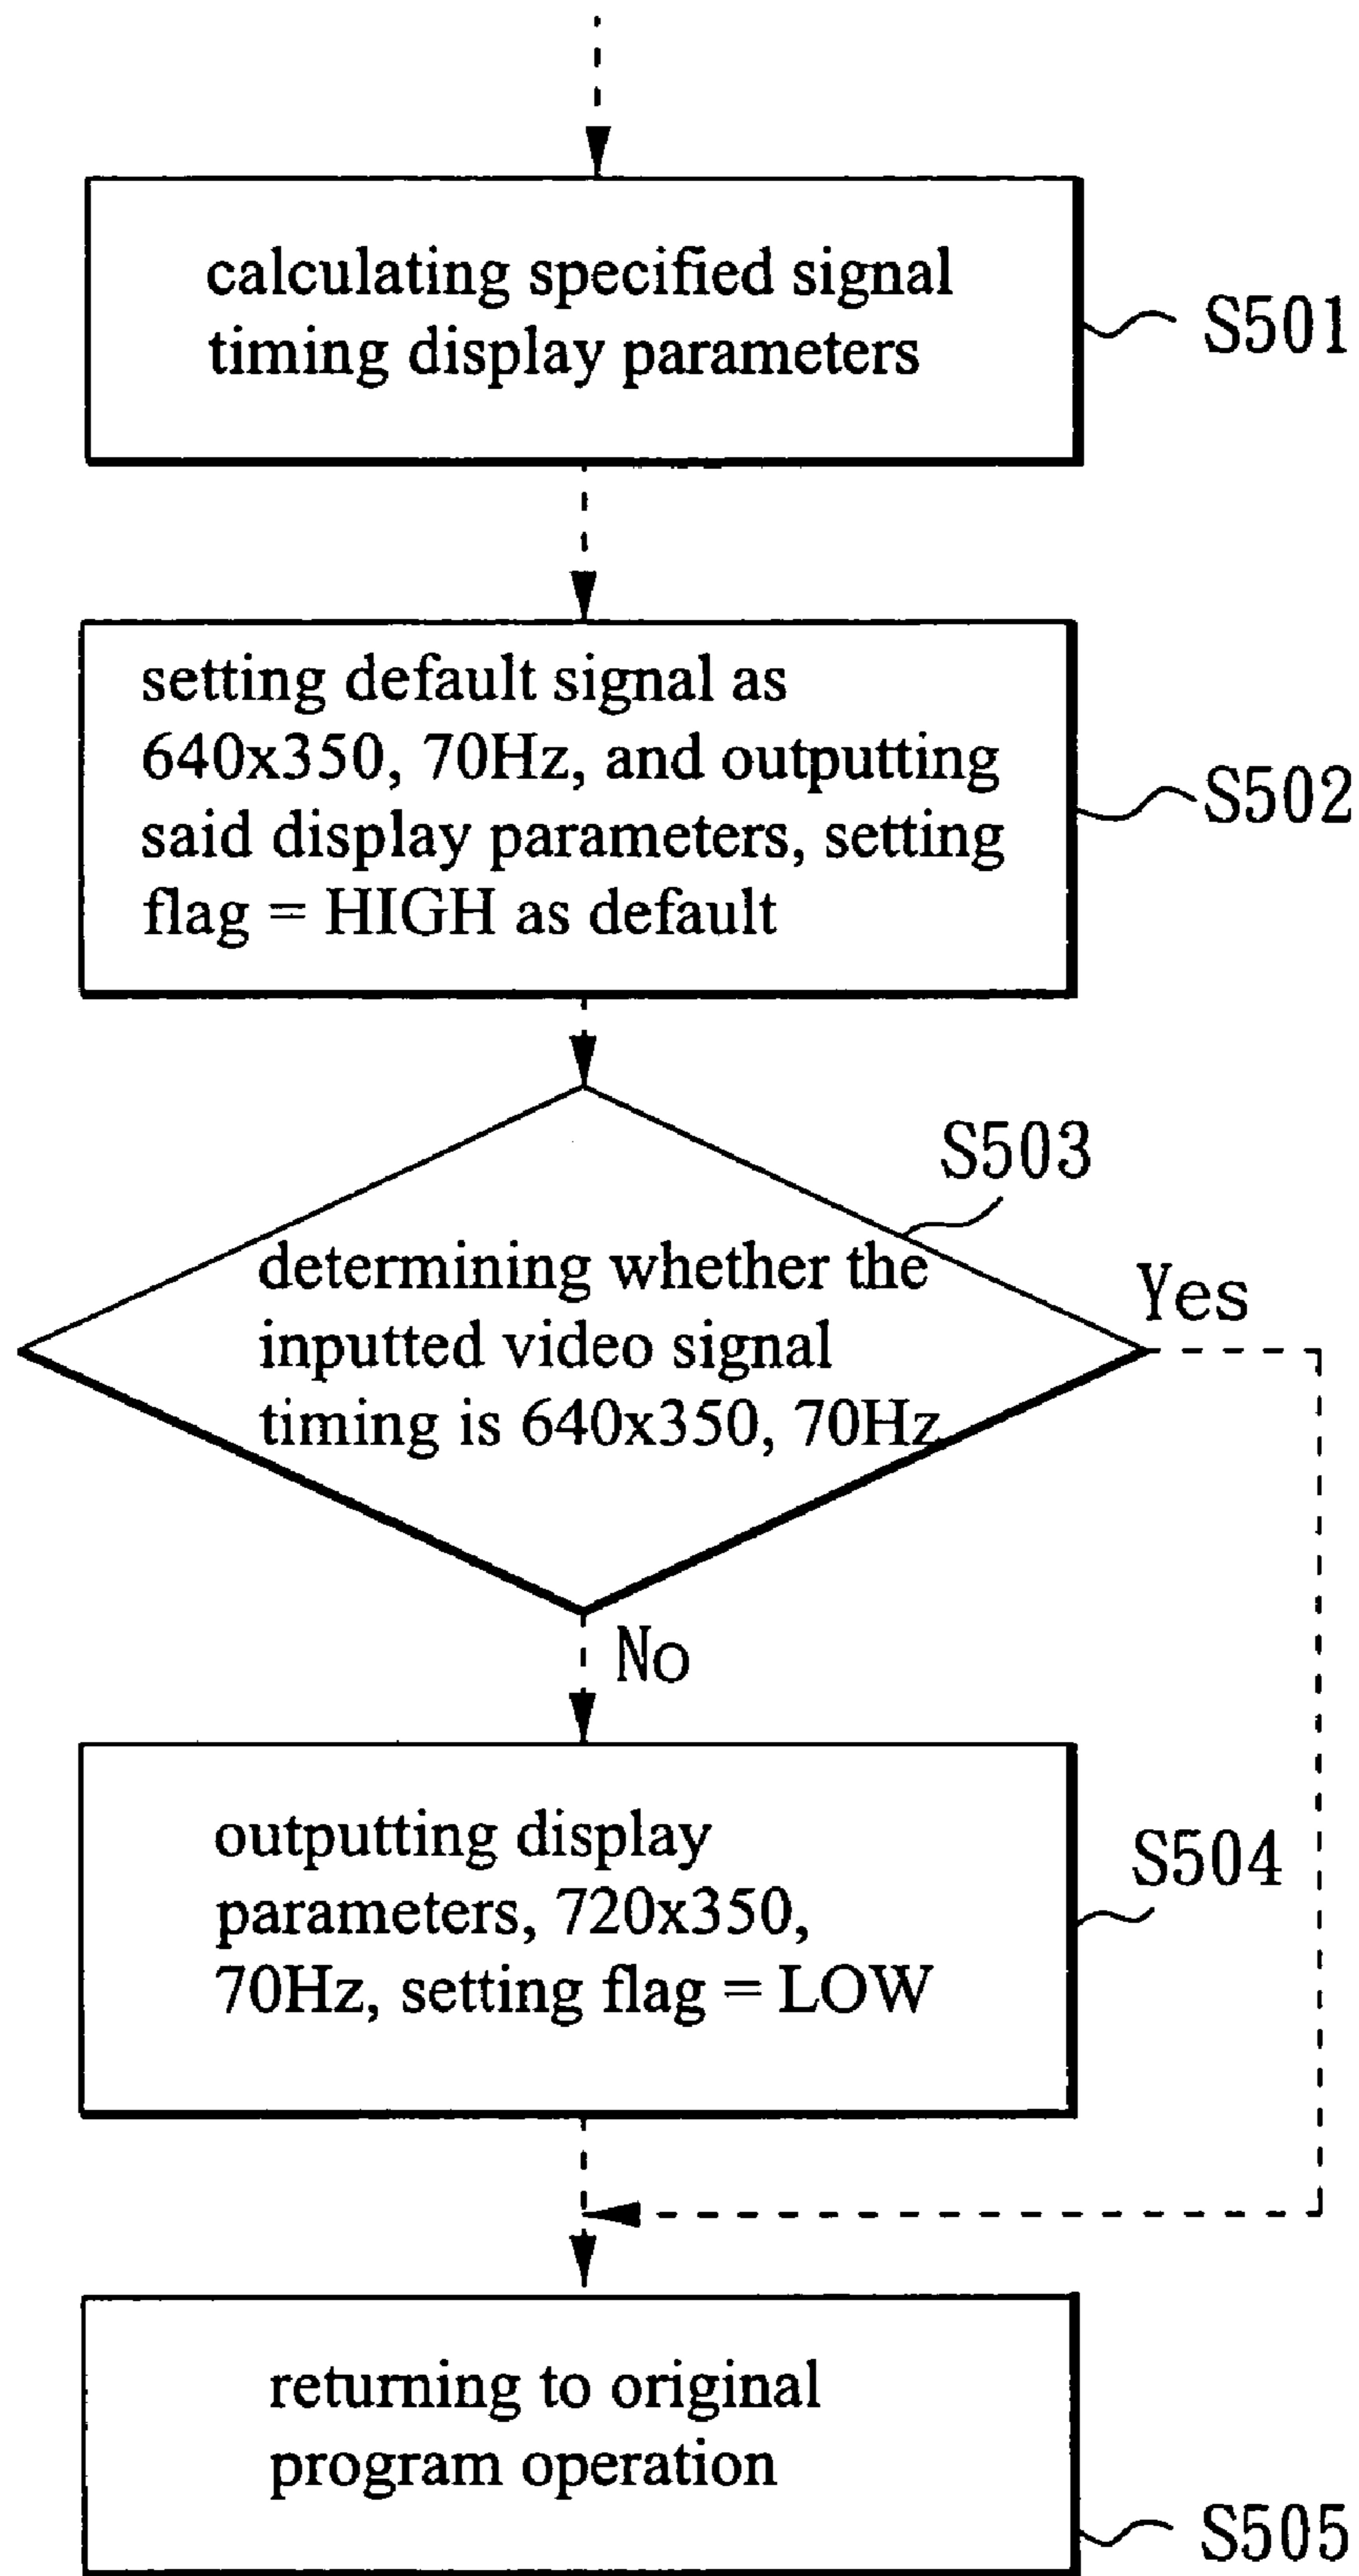 calculating specified signal
timing display parameters
S501
setting default signal as
640x350, 70Hz, and outputting
said display parameters, setting
flag = HIGH as default
S502
S503
determining whether the
inputted video signal
timing is 640x350, 70Hz
Yes
No
outputting display
parameters, 720x350,
70Hz, setting flag = LOW
S504
returning to original
program operation
S505